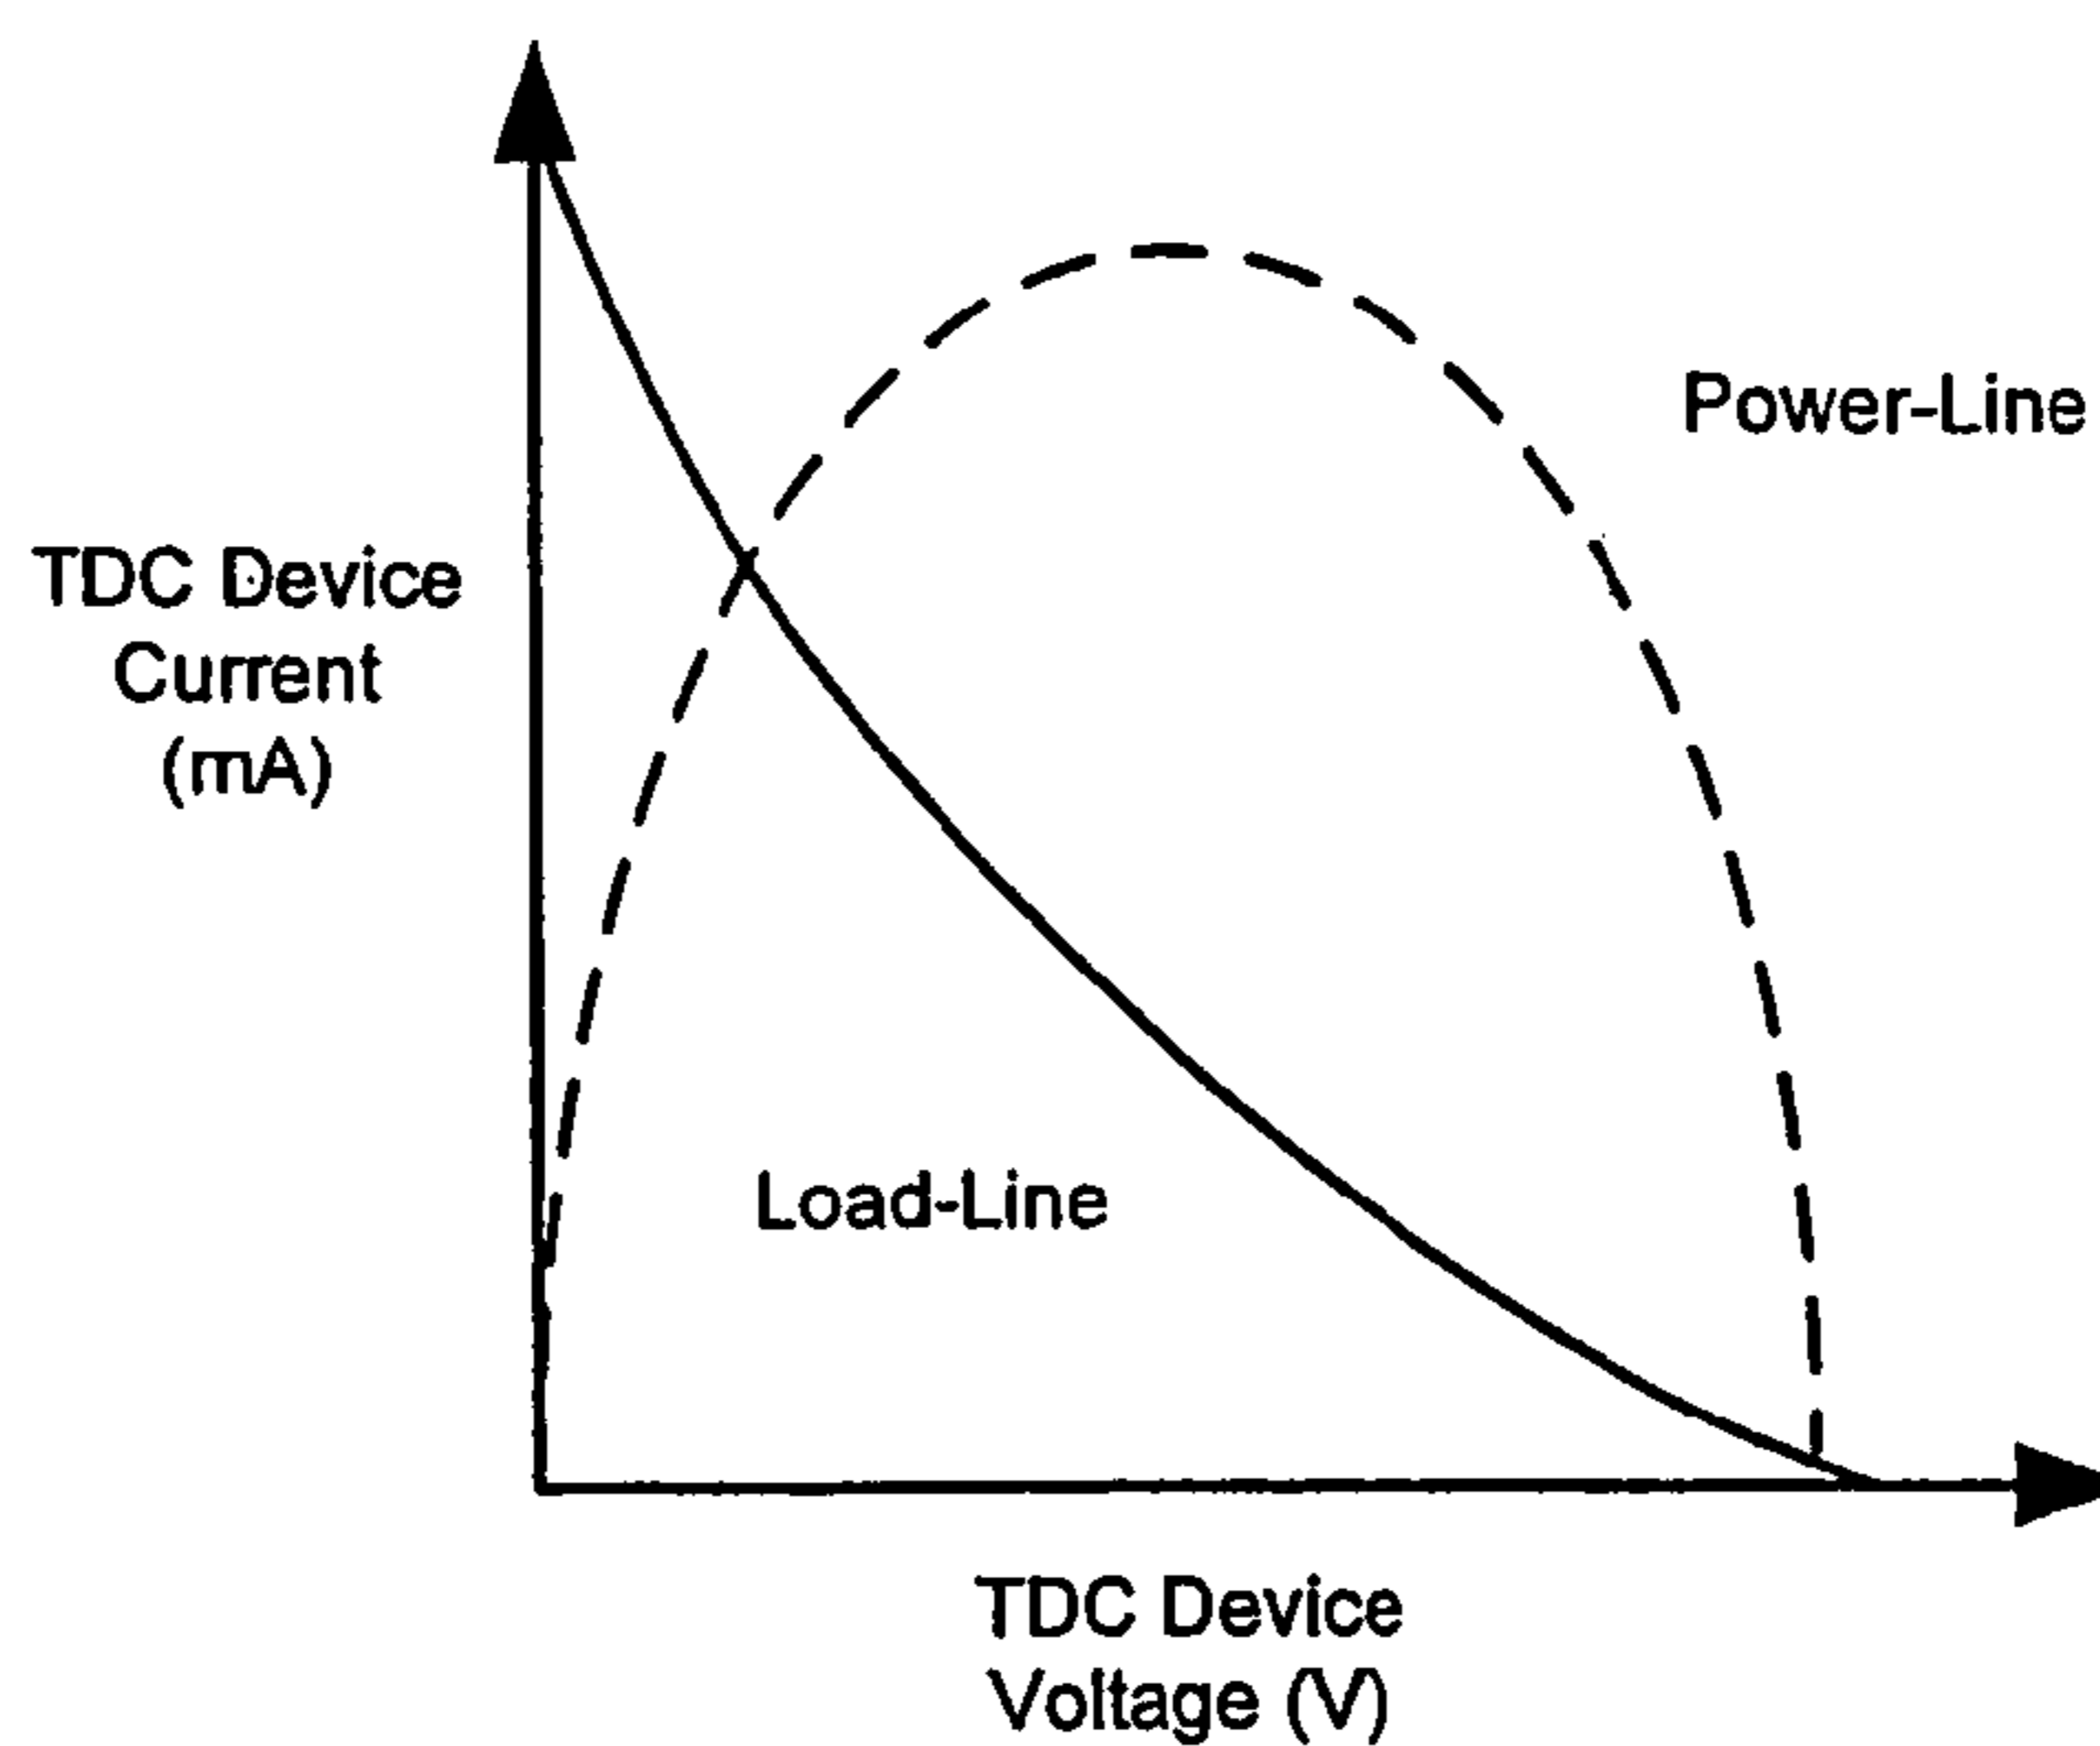 Power-Line
TDC Device
Current
(mA)
Load-Line
TDC Device
Voltage (V)